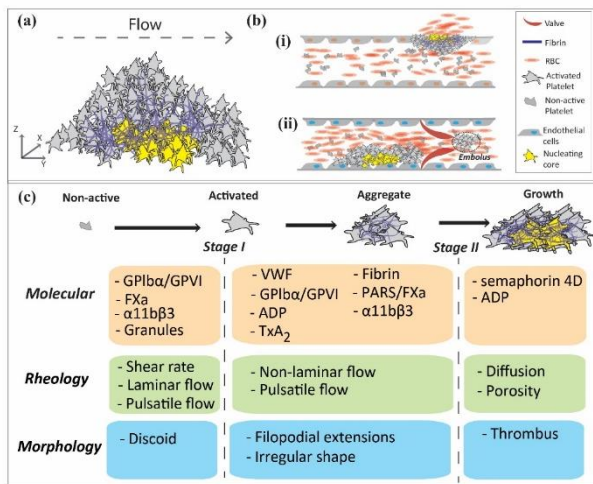 (a)
Flow
Z
X
Y
(b)
(i)
(ii)
Embolus
Valve
Fibrin
RBC
Activated
Platelet
Non-active
Platelet
Endothelial
cells
Nucleating
core
(c)
Non-active
Activated
Aggregate
Growth
Stage I
Stage II
Molecular
- GPlbα/GPVI
- FXa
- α11bβ3
- Granules
- VWF
- GPlbα/GPVI
- ADP
- TxA2
- Fibrin
- PARS/FXa
- α11bβ3
- semaphorin 4D
- ADP
Rheology
- Shear rate
- Laminar flow
- Pulsatile flow
- Non-laminar flow
- Pulsatile flow
- Diffusion
- Porosity
Morphology
- Discoid
- Filopodial extensions
- Irregular shape
- Thrombus